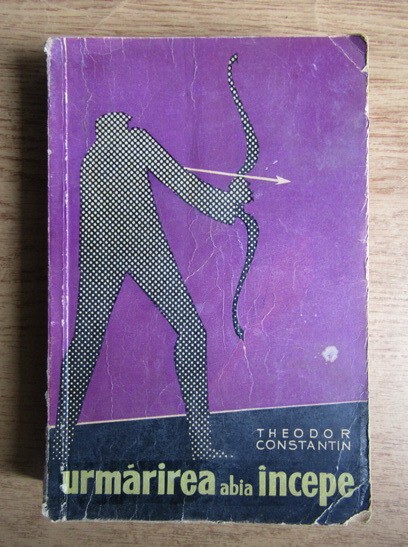 THEODOR
CONSTANTIN
urmărirea abia începe